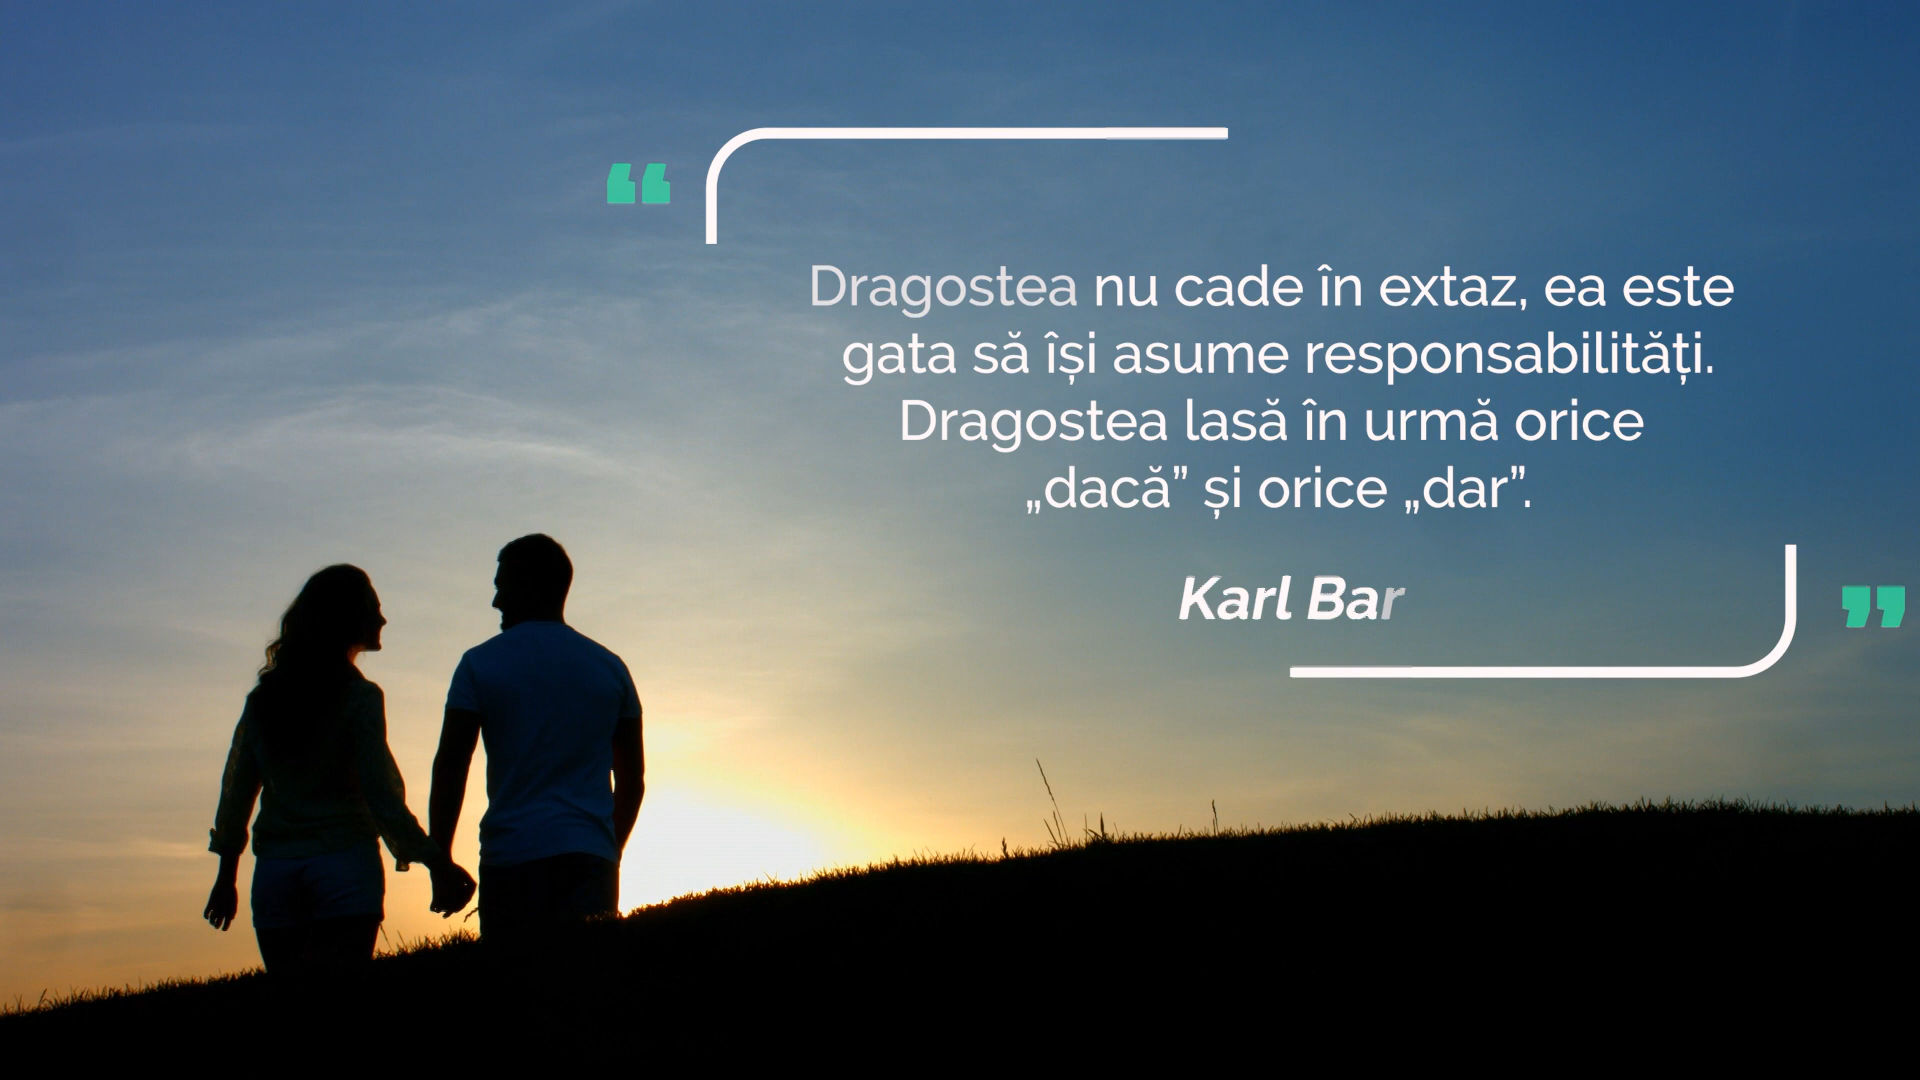 Dragostea nu cade în extaz, ea este
gata să își asume responsabilități.
Dragostea lasă în urmă orice
„dacă” și orice „dar”.
Karl Bar